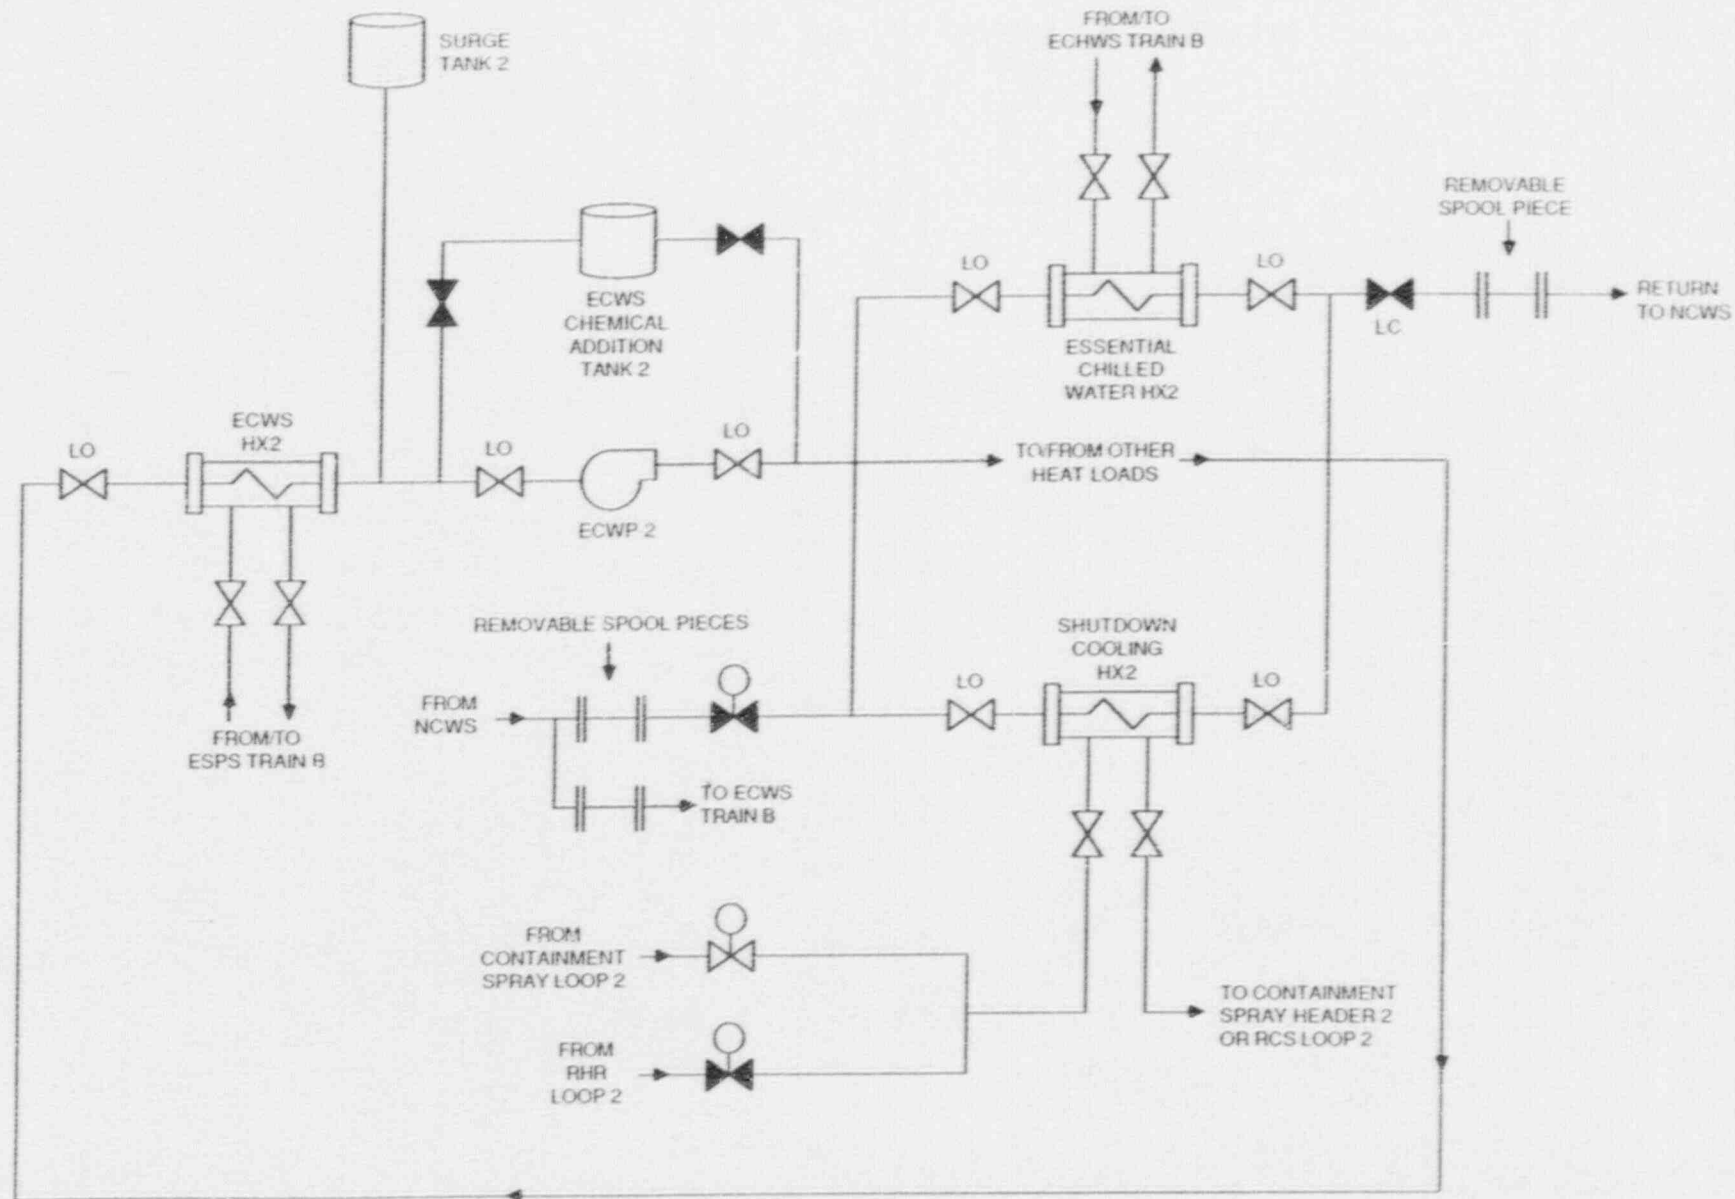 SURGE
TANK 2
FROM/TO
ECHWS TRAIN B
REMOVABLE
SPOOL PIECE
LO
LO
ECWS
CHEMICAL
ADDITION
TANK 2
ESSENTIAL
CHILLED
WATER HX2
LC
RETURN
TO NCWS
LO
ECWS
HX2
LO
LO
TO/FROM OTHER
HEAT LOADS
ECWP 2
REMOVABLE SPOOL PIECES
SHUTDOWN
COOLING
HX2
LO
LO
FROM
NCWS
FROM/TO
ESPS TRAIN B
TO ECWS
TRAIN B
FROM
CONTAINMENT
SPRAY LOOP 2
TO CONTAINMENT
SPRAY HEADER 2
OR RCS LOOP 2
FROM
RHR
LOOP 2